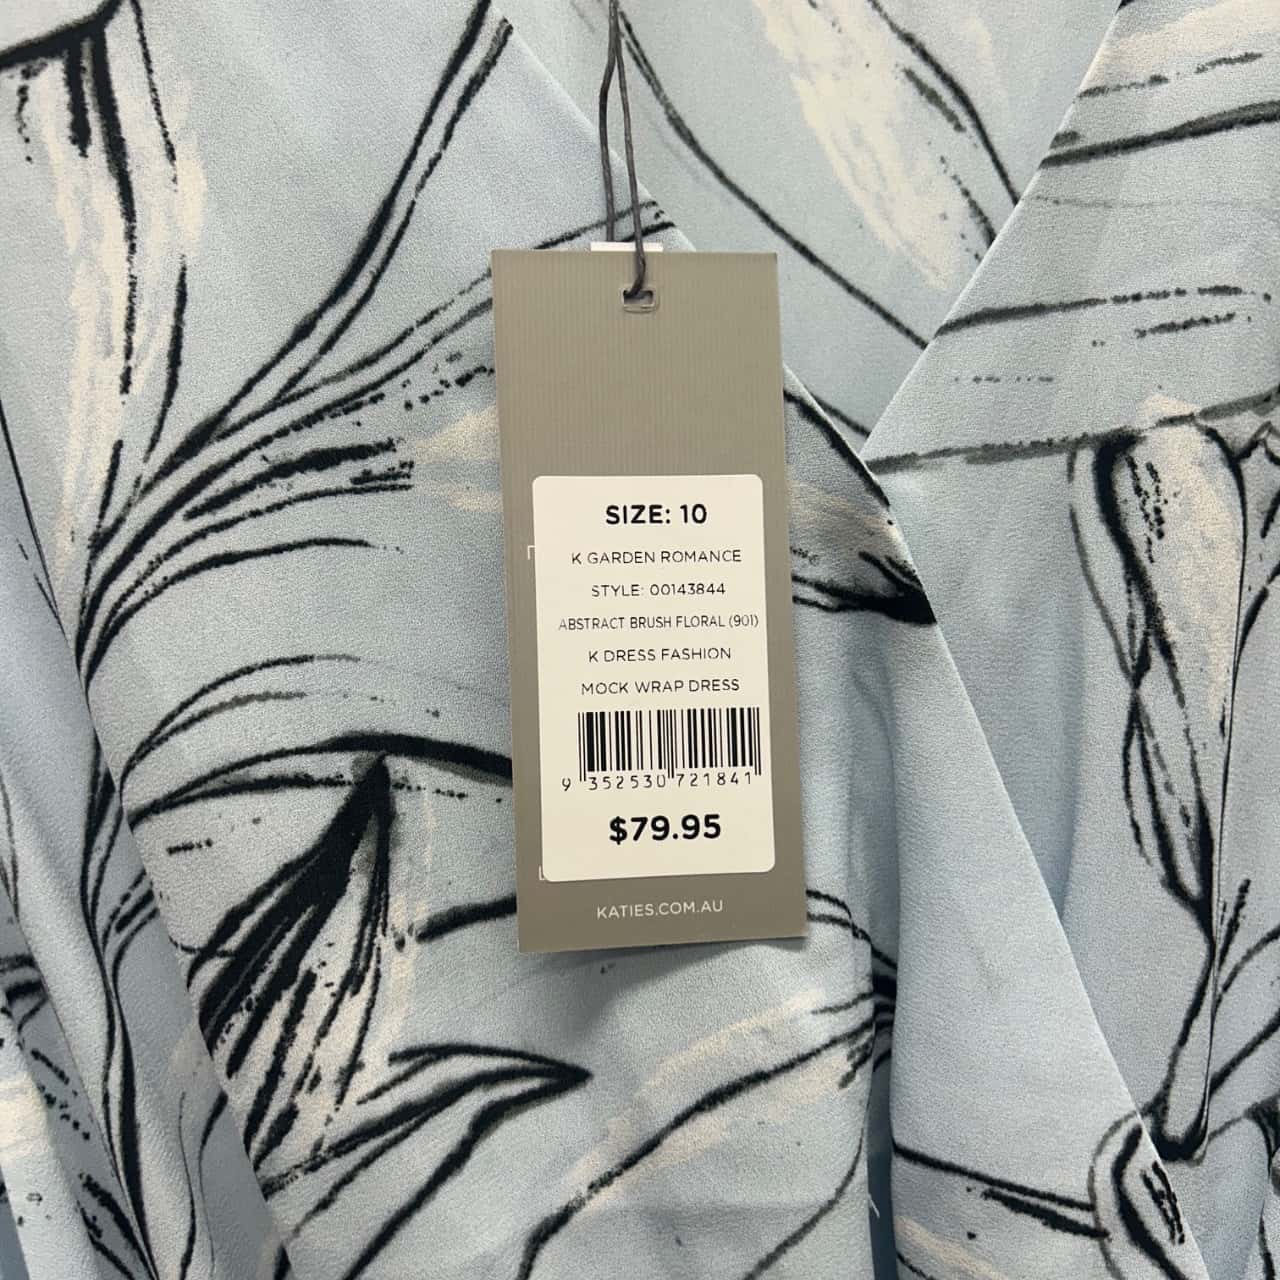 SIZE: 10
K GARDEN ROMANCE
STYLE: 00143844
ABSTRACT BRUSH FLORAL (901)
K DRESS FASHION
MOCK WRAP DRESS
9 352530 721841
$79.95
KATIES.COM.AU